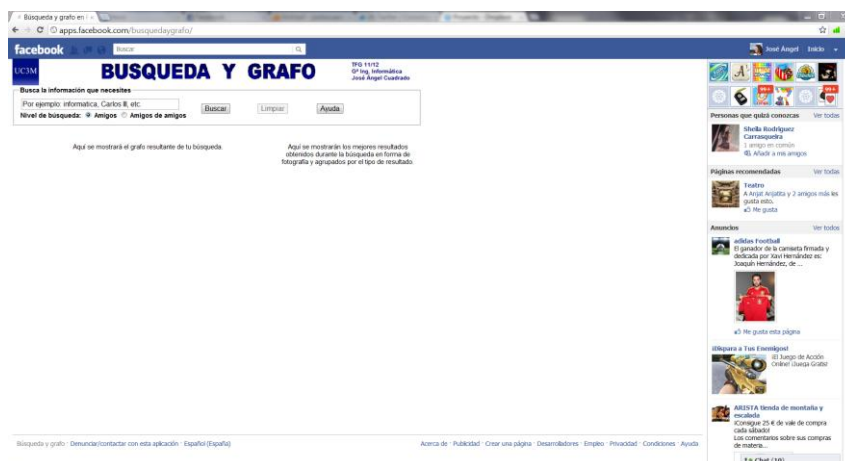 Búsqueda y grafo en
apps.facebook.com/busquedaygrafo/
facebook
Buscar
José Ángel
Inicio
UC3M
BUSQUEDA Y GRAFO
TFG 11/12
Gº Ing. Informática
José Angel Cuadrado
Busca la información que necesites
Por ejemplo: informatica, Carlos III, etc.
Buscar
Limpiar
Ayuda
Nivel de búsqueda: Amigos Amigos de amigos
Aquí se mostrará el grafo resultante de tu búsqueda
Aquí se mostrarán los mejores resultados
obtenidos durante la búsqueda en forma de
fotografía y agrupados por el tipo de resultado
99+
99+
Personas que quizá conozcas Ver todas
Sheila Rodríguez
Carrasqueira
1 amigo en común
Añadir a mis amigos
Páginas recomendadas Ver todas
Teatro
A Anjat Anjatita y 2 amigos más les
gusta esto.
Me gusta
Anuncios Ver todos
adidas Football
El ganador de la camiseta firmada y
dedicada por Xavi Hernández es:
Joaquín Hernández, de ...
Me gusta esta página
¡Dispara a Tus Enemigos!
¡El Juego de Acción
Online! ¡Juega Gratis!
ARISTA tienda de montaña y
escalada
¡Consigue 25 € de vale de compra
cada sábado!
Los comentarios sobre sus compras
de materia...
Búsqueda y grafo · Denunciar/contactar con esta aplicación · Español (España)
Acerca de · Publicidad · Crear una página · Desarrolladores · Empleo · Privacidad · Condiciones · Ayuda